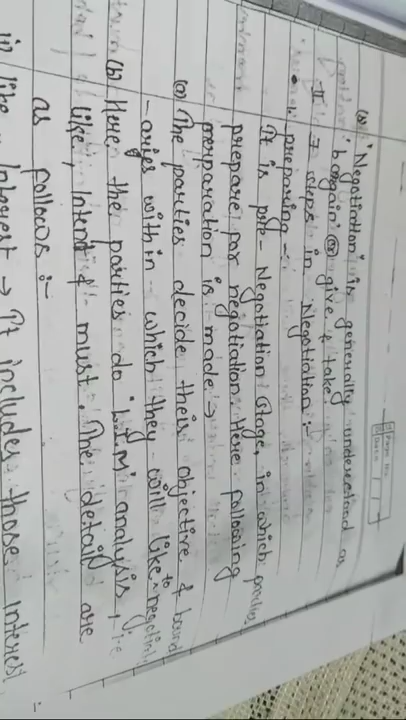 (a) 'Negotiation' is generally understood as
'bargain' or give & take.
II 7 steps in Negotiation :-
• Preparing -
It is pre-Negotiation Stage, in which parties
prepare for negotiation. Here following
preparation is made →
(a) The parties decide their objective & bound
-aries within which they will like to negotiate
(b) Here the parties do 'LIM' analysis, i.e
Like, Intend & must. The detail are
as follows :-
Interest → It includes those interest